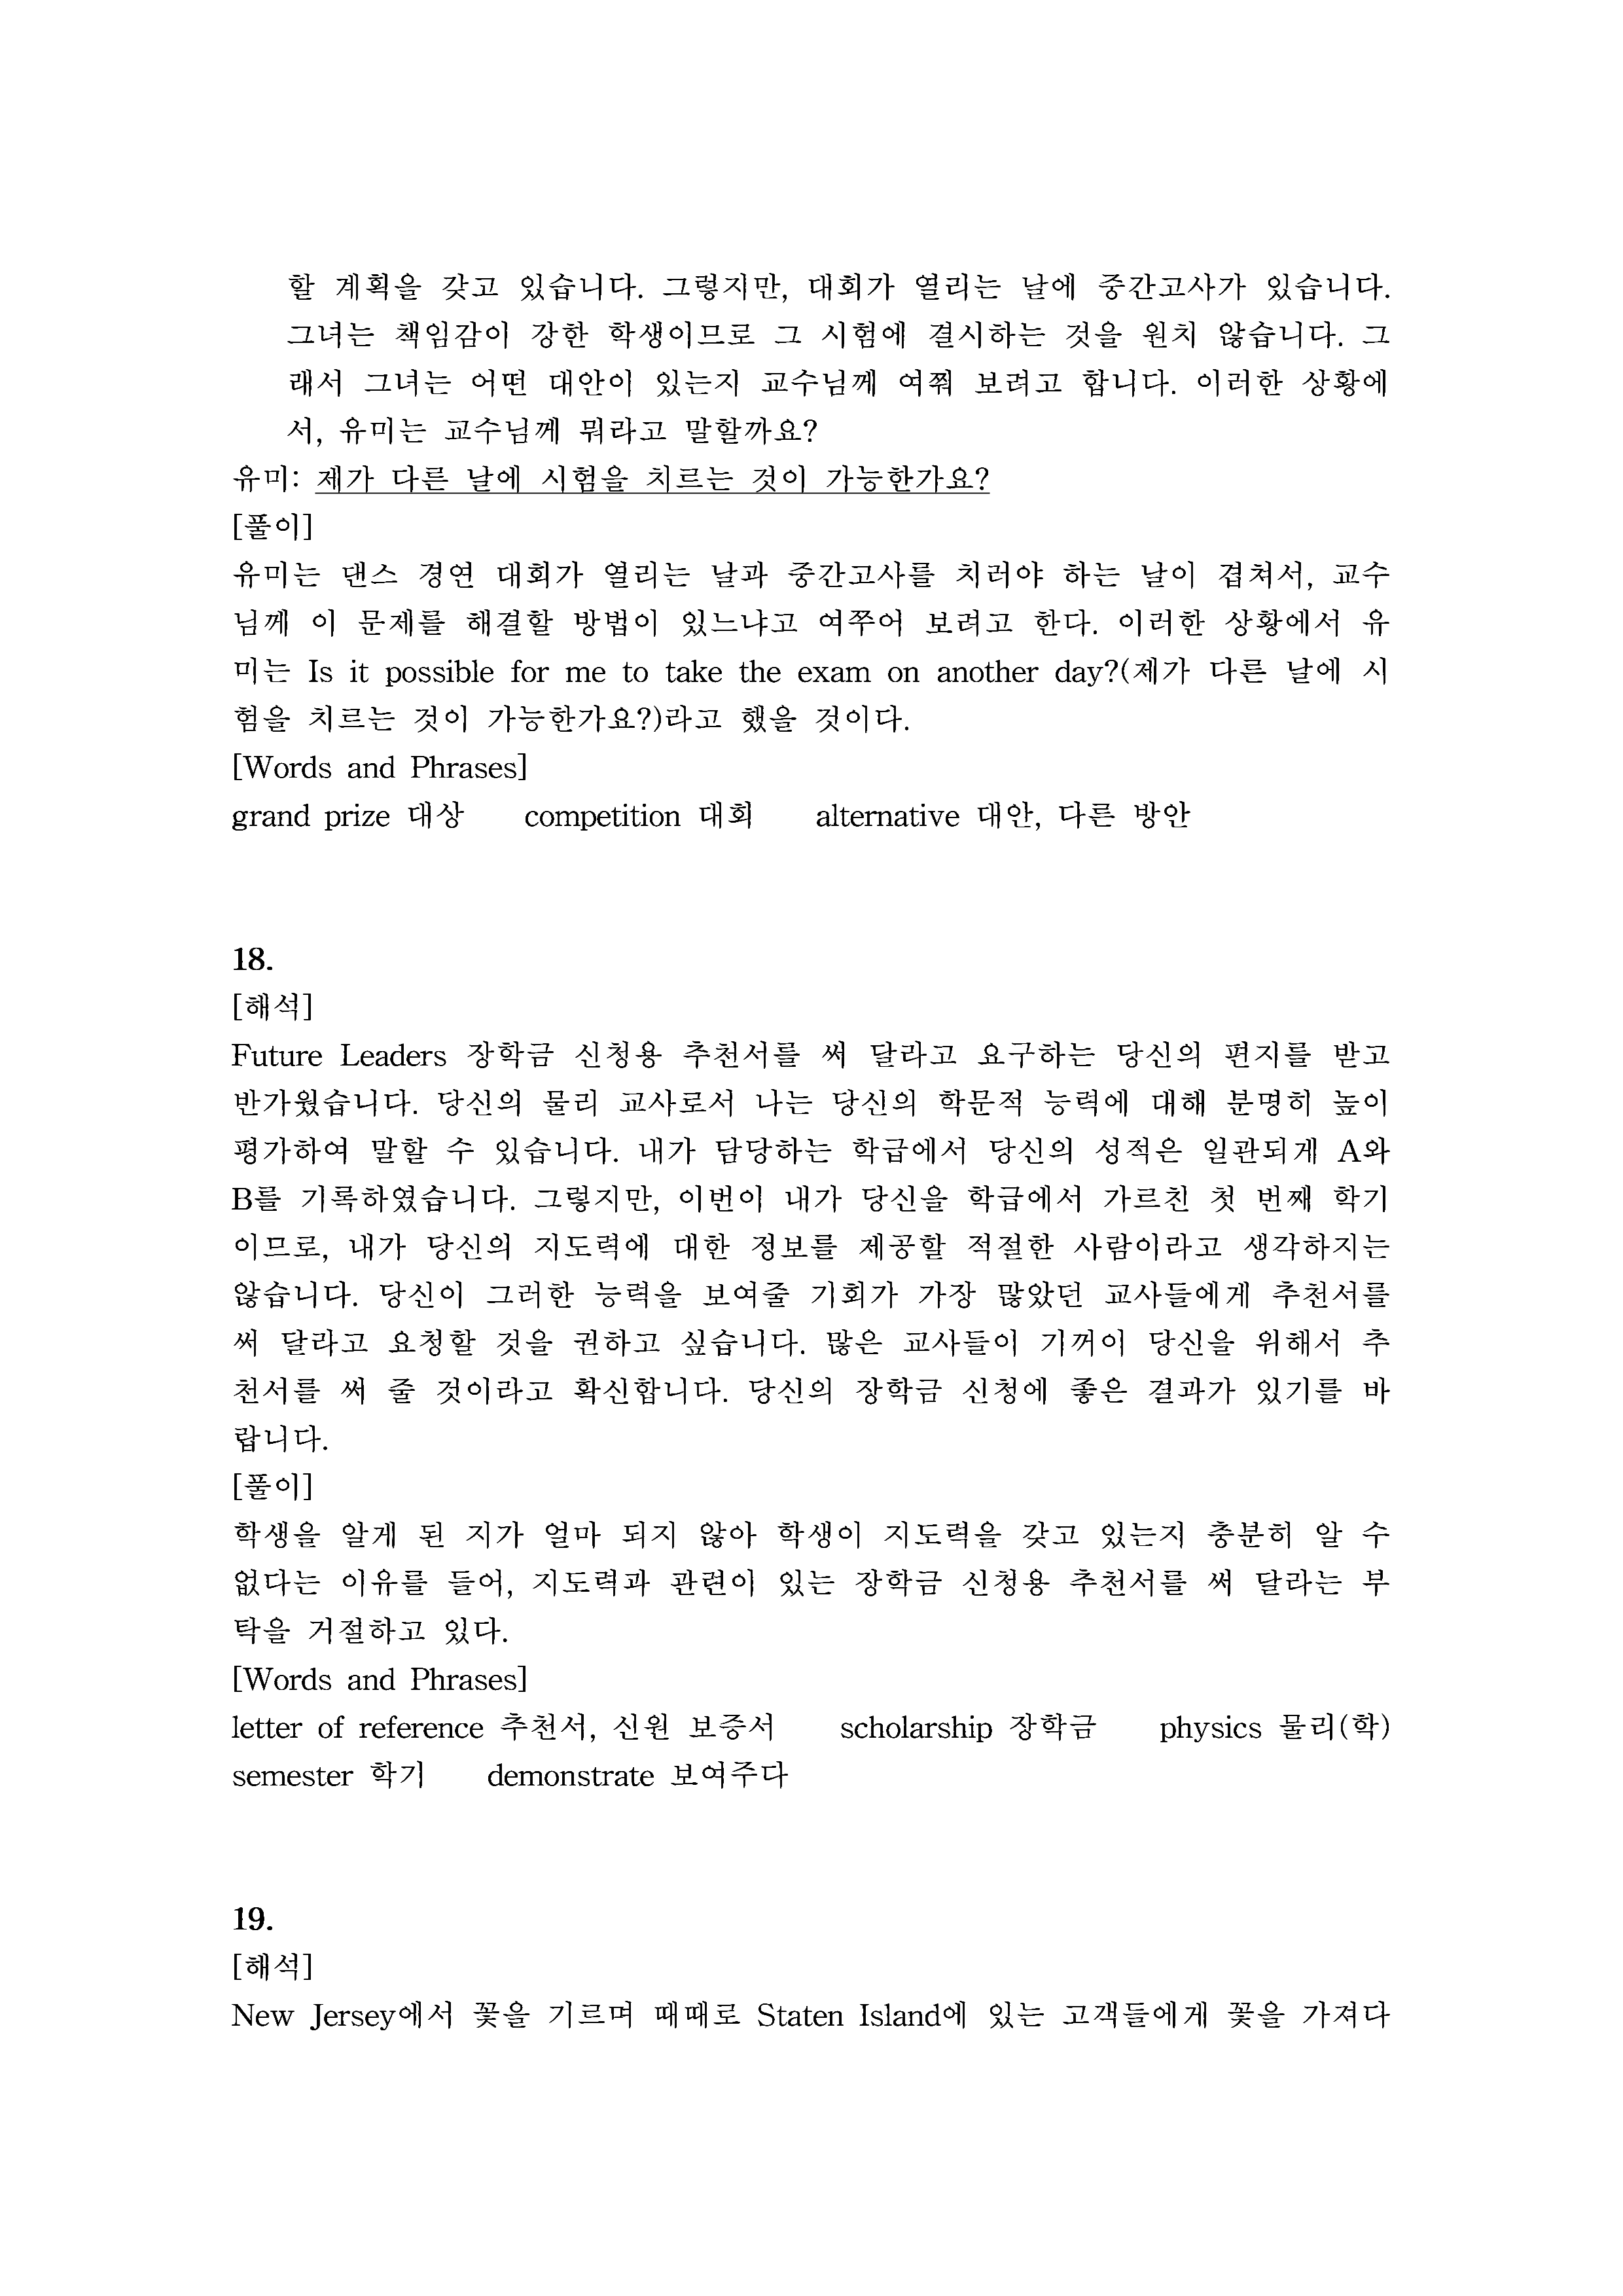 할 계획을 갖고 있습니다. 그렇지만, 대회가 열리는 날에 중간고사가 있습니다.
그녀는 책임감이 강한 학생이므로 그 시험에 결시하는 것을 원치 않습니다. 그
래서 그녀는 어떤 대안이 있는지 교수님께 여쭤 보려고 합니다. 이러한 상황에
서, 유미는 교수님께 뭐라고 말할까요?
유미: 제가 다른 날에 시험을 치르는 것이 가능한가요?
[풀이]
유미는 댄스 경연 대회가 열리는 날과 중간고사를 치러야 하는 날이 겹쳐서, 교수
님께 이 문제를 해결할 방법이 있느냐고 여쭈어 보려고 한다. 이러한 상황에서 유
미는 Is it possible for me to take the exam on another day?(제가 다른 날에 시
험을 치르는 것이 가능한가요?)라고 했을 것이다.
[Words and Phrases]
grand prize 대상 competition 대회 alternative 대안, 다른 방안
18.
[해석]
Future Leaders 장학금 신청용 추천서를 써 달라고 요구하는 당신의 편지를 받고
반가웠습니다. 당신의 물리 교사로서 나는 당신의 학문적 능력에 대해 분명히 높이
평가하여 말할 수 있습니다. 내가 담당하는 학급에서 당신의 성적은 일관되게 A와
B를 기록하였습니다. 그렇지만, 이번이 내가 당신을 학급에서 가르친 첫 번째 학기
이므로, 내가 당신의 지도력에 대한 정보를 제공할 적절한 사람이라고 생각하지는
않습니다. 당신이 그러한 능력을 보여줄 기회가 가장 많았던 교사들에게 추천서를
써 달라고 요청할 것을 권하고 싶습니다. 많은 교사들이 기꺼이 당신을 위해서 추
천서를 써 줄 것이라고 확신합니다. 당신의 장학금 신청에 좋은 결과가 있기를 바
랍니다.
[풀이]
학생을 알게 된 지가 얼마 되지 않아 학생이 지도력을 갖고 있는지 충분히 알 수
없다는 이유를 들어, 지도력과 관련이 있는 장학금 신청용 추천서를 써 달라는 부
탁을 거절하고 있다.
[Words and Phrases]
letter of reference 추천서, 신원 보증서 scholarship 장학금 physics 물리(학)
semester 학기 demonstrate 보여주다
19.
[해석]
New Jersey에서 꽃을 기르며 때때로 Staten Island에 있는 고객들에게 꽃을 가져다